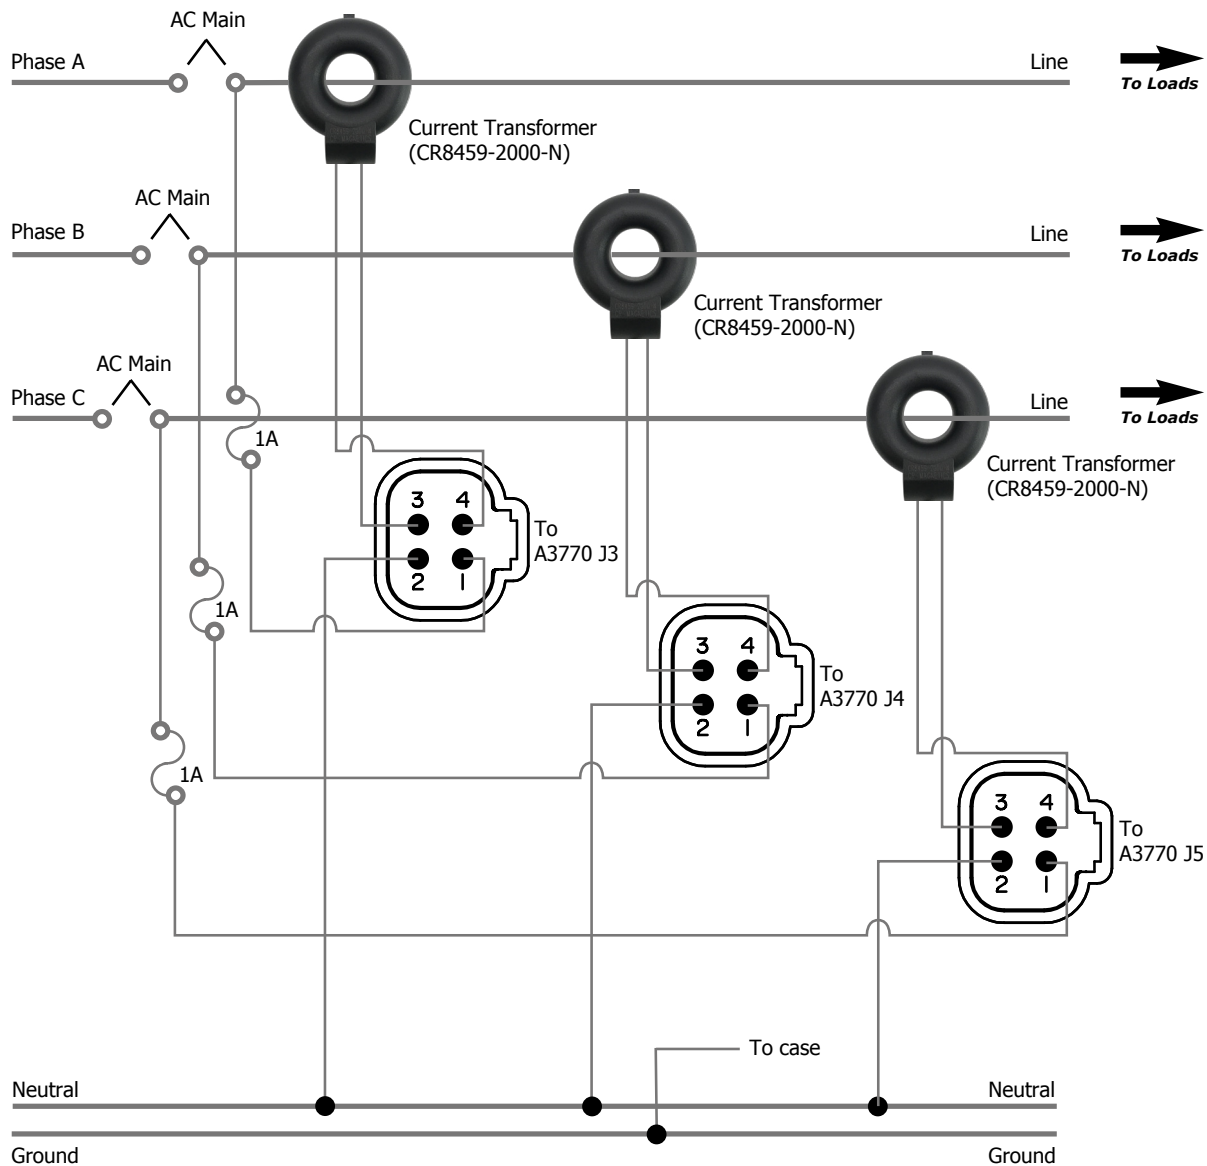 AC Main
Phase A
Line
To Loads
Current Transformer
(CR8459-2000-N)
AC Main
Phase B
Line
To Loads
Current Transformer
(CR8459-2000-N)
AC Main
Phase C
Line
To Loads
1A
Current Transformer
(CR8459-2000-N)
3 4
To
A3770 J3
2 1
1A
3 4
To
A3770 J4
2 1
1A
3 4
To
A3770 J5
2 1
To case
Neutral Neutral
Ground Ground